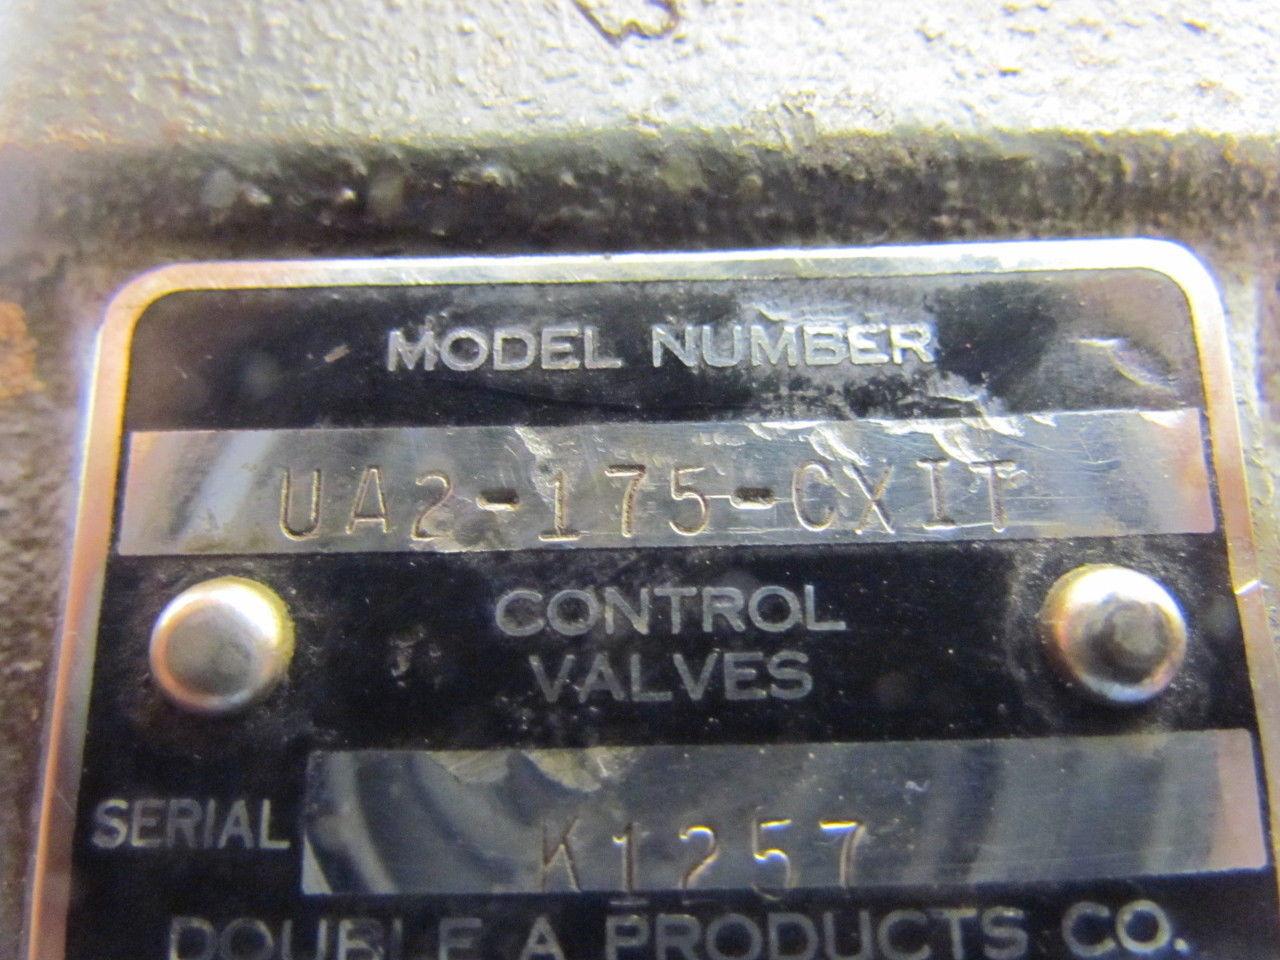 MODEL NUMBER
UA2-175-CXIT
CONTROL
VALVES
SERIAL K1257
DOUBLE A PRODUCTS CO.